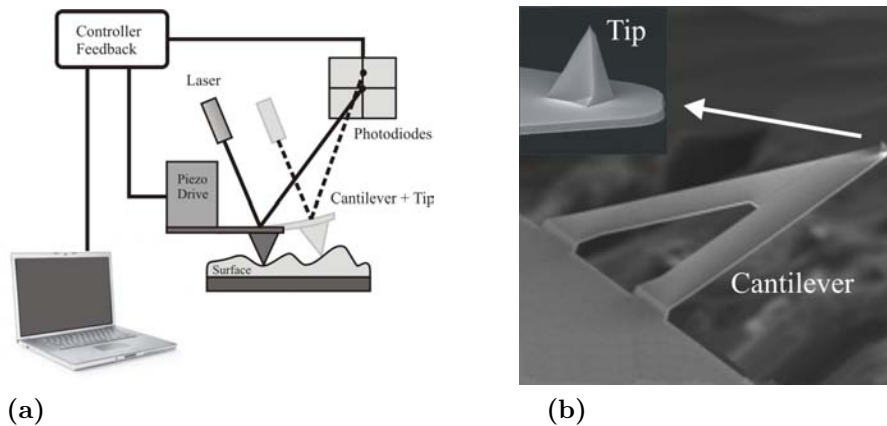 Controller
Feedback
Laser
Photodiodes
Piezo
Drive
Cantilever + Tip
Surface
(a)
Tip
Cantilever
(b)